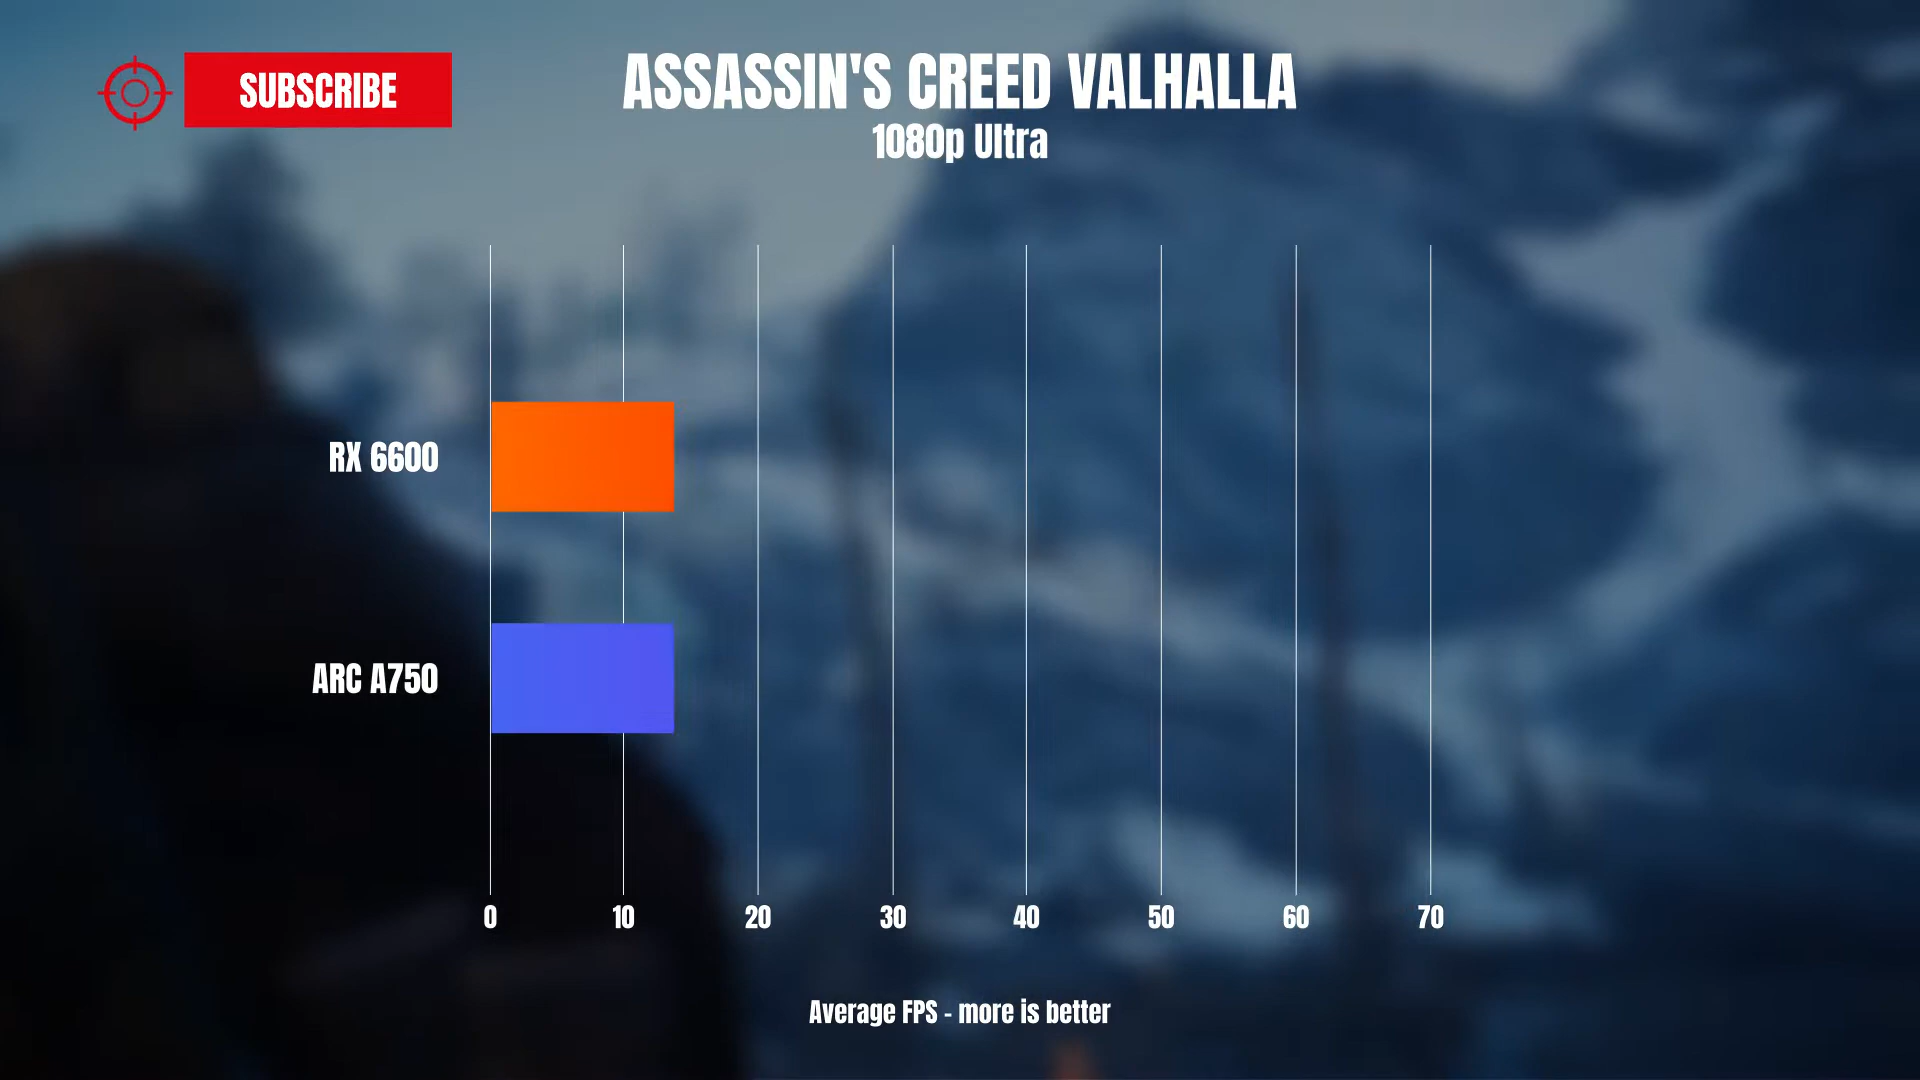 SUBSCRIBE
ASSASSIN'S CREED VALHALLA
1080p Ultra
RX 6600
ARC A750
0 10 20 30 40 50 60 70
Average FPS - more is better